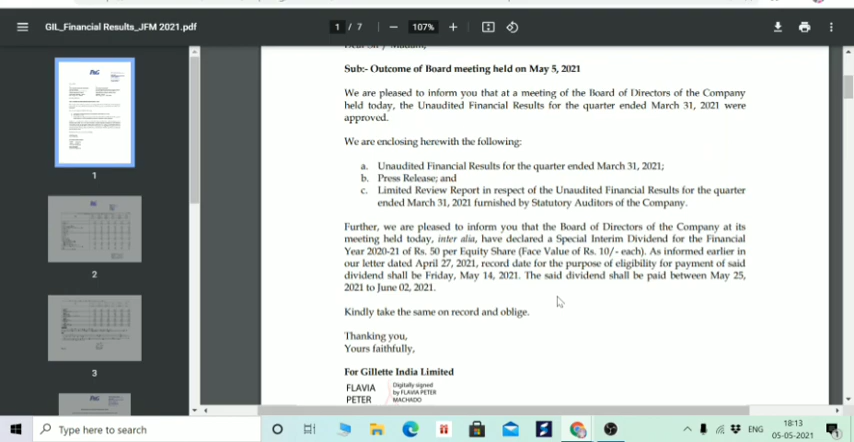 GIL_Financial Results_JFM 2021.pdf
1 / 7
107%
Sub:- Outcome of Board meeting held on May 5, 2021
We are pleased to inform you that at a meeting of the Board of Directors of the Company
held today, the Unaudited Financial Results for the quarter ended March 31, 2021 were
approved.
We are enclosing herewith the following:
a. Unaudited Financial Results for the quarter ended March 31, 2021;
b. Press Release; and
c. Limited Review Report in respect of the Unaudited Financial Results for the quarter
ended March 31, 2021 furnished by Statutory Auditors of the Company.
Further, we are pleased to inform you that the Board of Directors of the Company at its
meeting held today, inter alia, have declared a Special Interim Dividend for the Financial
Year 2020-21 of Rs. 50 per Equity Share (Face Value of Rs. 10/- each). As informed earlier in
our letter dated April 27, 2021, record date for the purpose of eligibility for payment of said
dividend shall be Friday, May 14, 2021. The said dividend shall be paid between May 25,
2021 to June 02, 2021.
Kindly take the same on record and oblige.
Thanking you,
Yours faithfully,
For Gillette India Limited
FLAVIA
PETER
Digitally signed
by FLAVIA PETER
MACHADO
P&G
1
2
3
Type here to search
ENG
18:13
05-05-2021